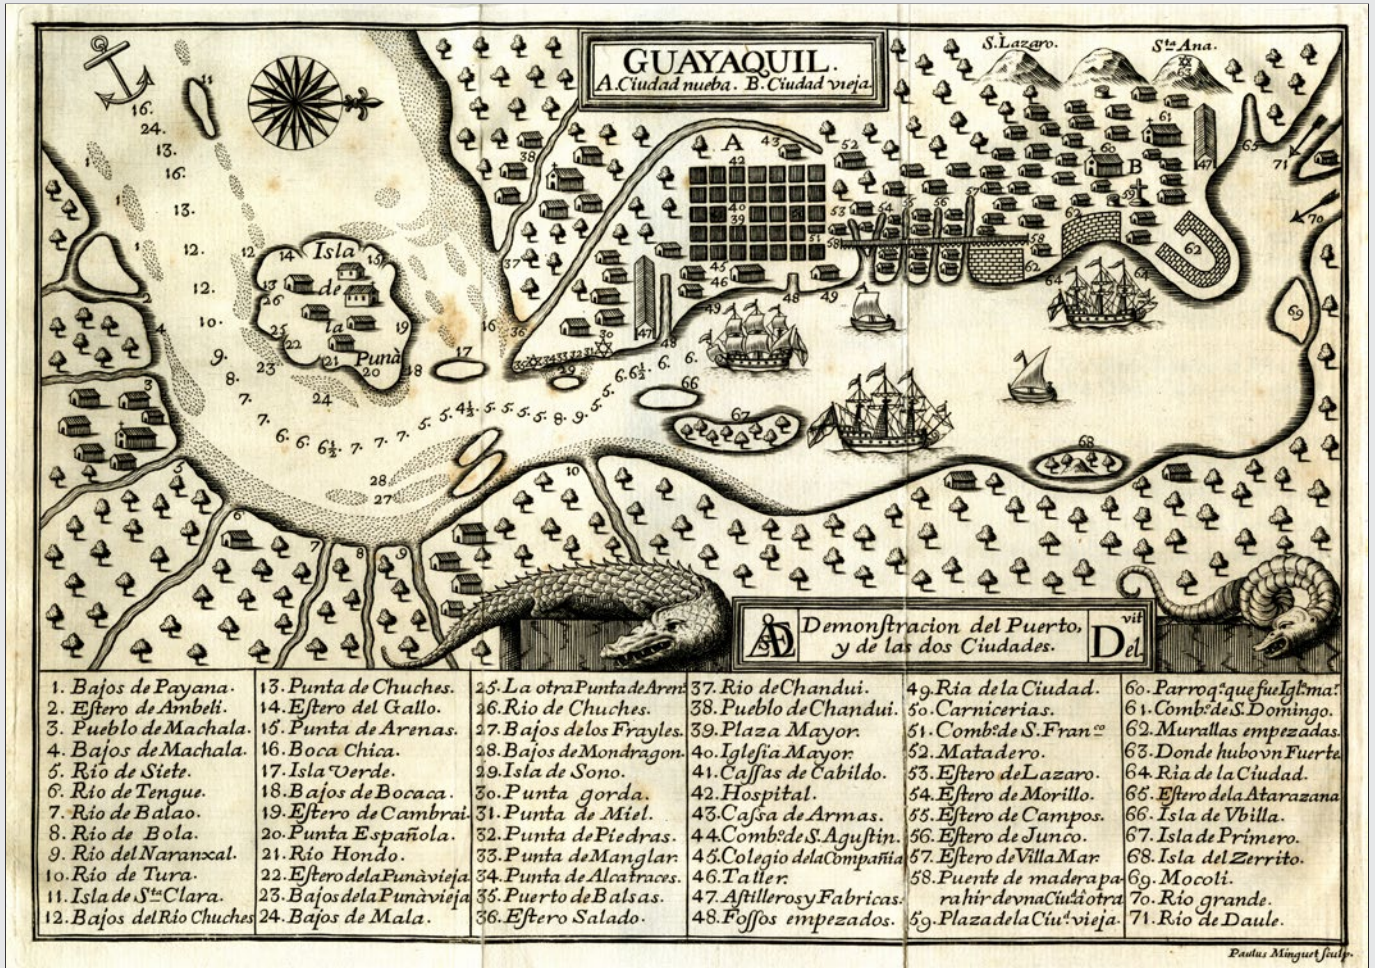 GUAYAQUIL.
A. Ciudad nueba. B. Ciudad vieja.
S. Lazaro.
Sta Ana.
A
B
Isla
de
la
Punà
Demonſtracion del Puerto,
y de las dos Ciudades.
vit
Del.
1. Bajos de Payana.
2. Eſtero de Ambeli.
3. Pueblo de Machala.
4. Bajos de Machala.
5. Rio de Siete.
6. Rio de Tengue.
7. Rio de Balao.
8. Rio de Bola.
9. Rio del Naranxal.
10. Rio de Tura.
11. Isla de Sta Clara.
12. Bajos del Rio Chuches
13. Punta de Chuches.
14. Eſtero del Gallo.
15. Punta de Arenas.
16. Boca Chica.
17. Isla Verde.
18. Bajos de Bocaca.
19. Eſtero de Cambrai.
20. Punta Española.
21. Rio Hondo.
22. Eſtero de la Punà vieja
23. Bajos de la Punà vieja
24. Bajos de Mala.
25. La otra Punta de Aren.
26. Rio de Chuches.
27. Bajos de los Frayles.
28. Bajos de Mondragon.
29. Isla de Sono.
30. Punta gorda.
31. Punta de Miel.
32. Punta de Piedras.
33. Punta de Manglar.
34. Punta de Alcatraces.
35. Puerto de Balsas.
36. Eſtero Salado.
37. Rio de Chandui.
38. Pueblo de Chandui.
39. Plaza Mayor.
40. Igleſia Mayor.
41. Caſſas de Cabildo.
42. Hospital.
43. Caſſa de Armas.
44. Combo. de S. Aguſtin.
45. Colegio de la Compañia
46. Taller.
47. Aſtilleros y Fabricas.
48. Foſſos empezados.
49. Ria de la Ciudad.
50. Carnicerias.
51. Combo. de S. Franco
52. Matadero.
53. Eſtero de Lazaro.
54. Eſtero de Morillo.
55. Eſtero de Campos.
56. Eſtero de Junco.
57. Eſtero de Villa Mar.
58. Puente de madera pa-
ra hir de vna Ciud. à otra
59. Plaza de la Ciud. vieja.
60. Parroqa. que fue Igla. ma.
61. Combo. de S. Domingo.
62. Murallas empezadas.
63. Donde hubo vn Fuerte
64. Ria de la Ciudad.
65. Eſtero de la Atarazana
66. Isla de Vbilla.
67. Isla de Primero.
68. Isla del Zerrito.
69. Mocoli.
70. Rio grande.
71. Rio de Daule.
Paulus Minguet ſculp.